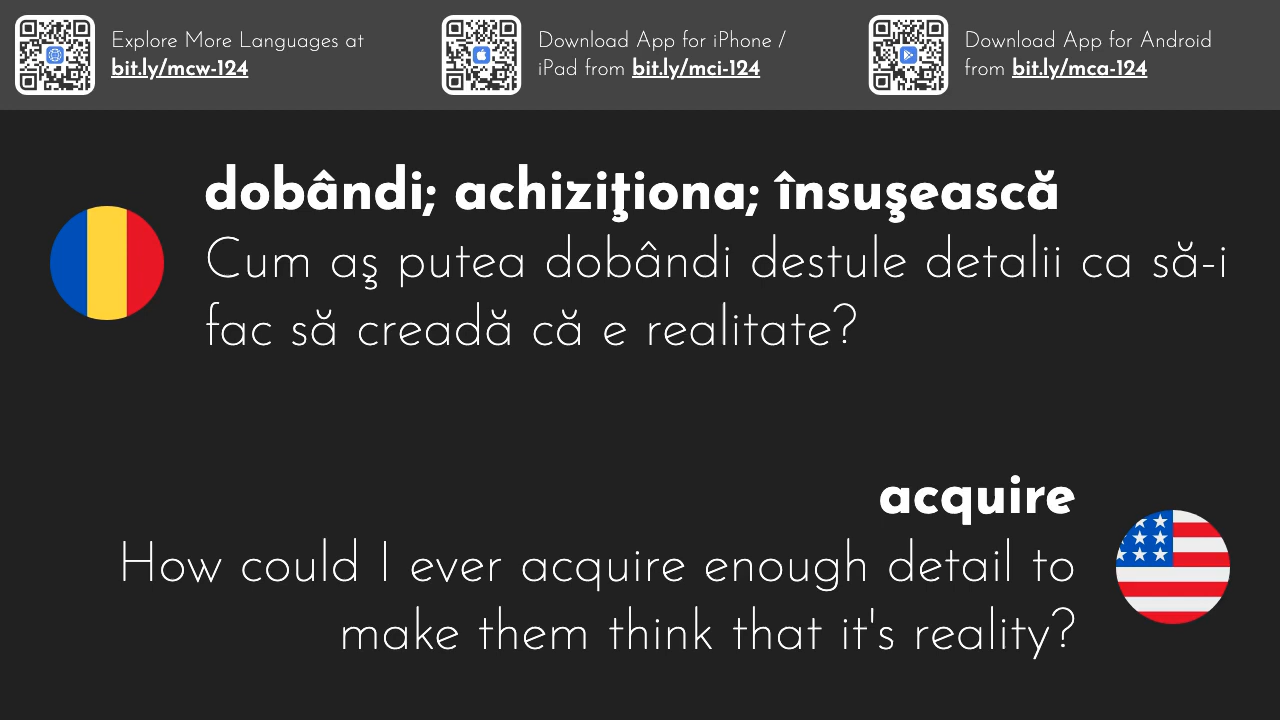 Explore More Languages at
bit.ly/mcw-124
Download App for iPhone /
iPad from bit.ly/mci-124
Download App for Android
from bit.ly/mca-124
dobândi; achiziţiona; însuşească
Cum aş putea dobândi destule detalii ca să-i
fac să creadă că e realitate?
acquire
How could I ever acquire enough detail to
make them think that it's reality?